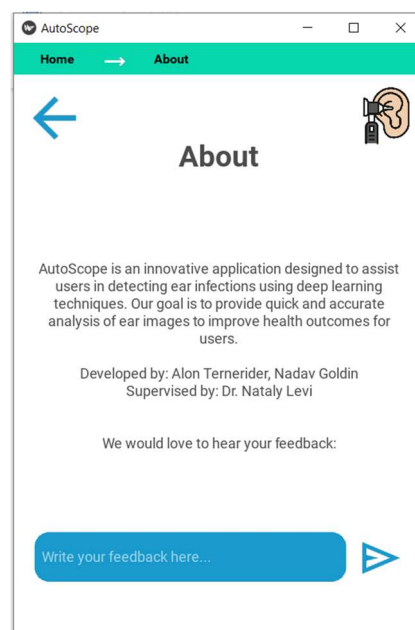 AutoScope
Home
About
About
AutoScope is an innovative application designed to assist
users in detecting ear infections using deep learning
techniques. Our goal is to provide quick and accurate
analysis of ear images to improve health outcomes for
users.
Developed by: Alon Ternerider, Nadav Goldin
Supervised by: Dr. Nataly Levi
We would love to hear your feedback:
Write your feedback here...